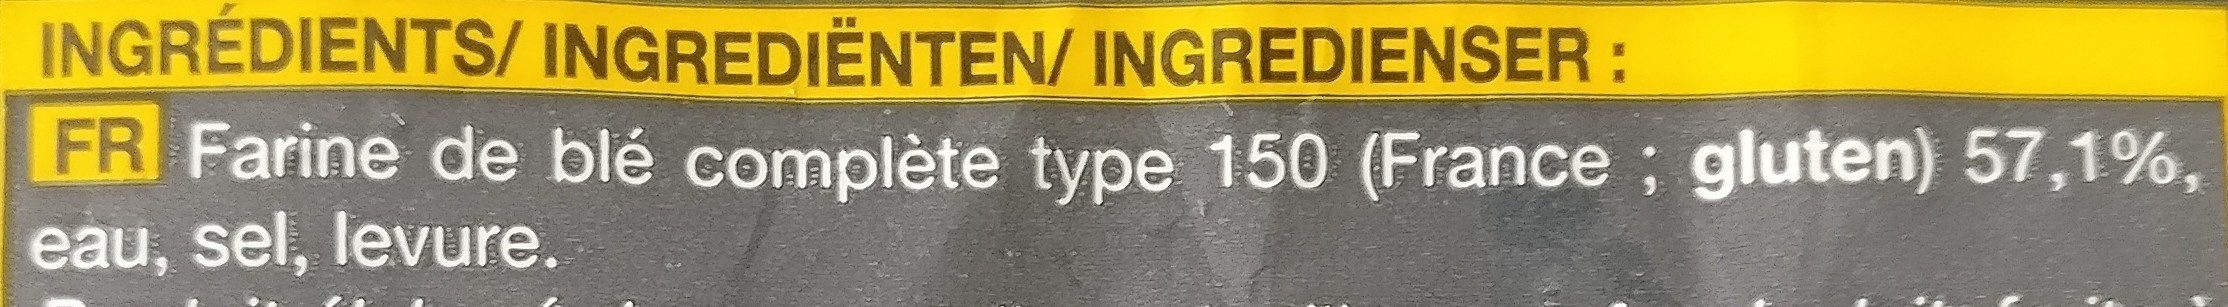 INGRÉDIENTS/ INGREDIËNTEN/ INGREDIENSER :
FR Farine de blé complète type 150 (France ; gluten) 57,1%,
eau, sel, levure.